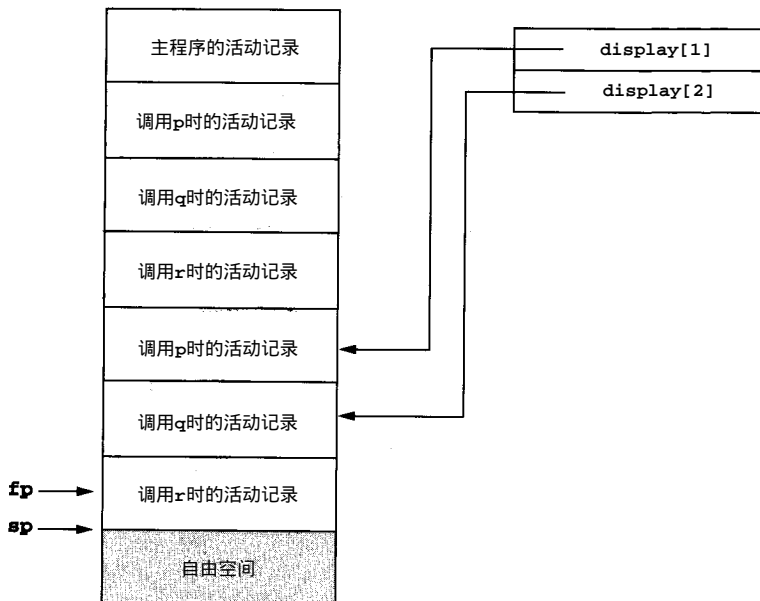 主程序的活动记录
调用p时的活动记录
调用q时的活动记录
调用r时的活动记录
调用p时的活动记录
调用q时的活动记录
fp
调用r时的活动记录
sp
自由空间
display[1]
display[2]